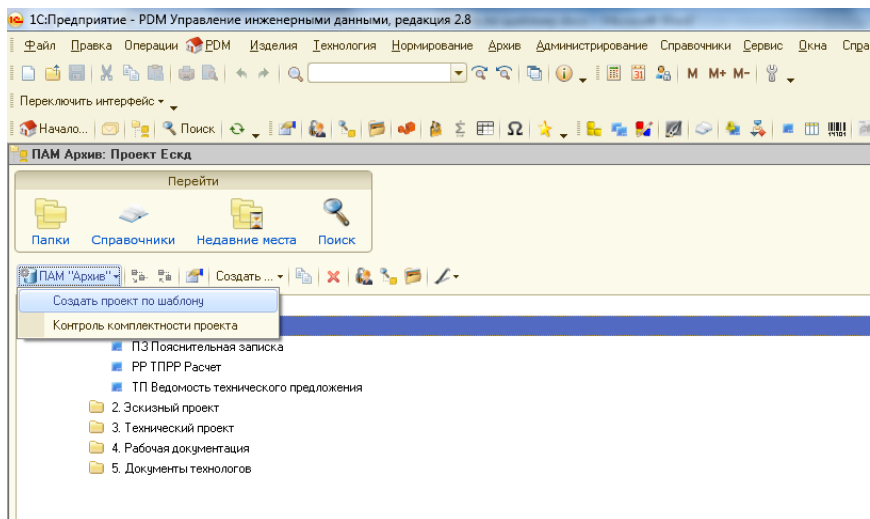 1С:Предприятие - PDM Управление инженерными данными, редакция 2.8
Файл Правка Операции PDM Изделия Технология Нормирование Архив Администрирование Справочники Сервис Окна Спра
M M+ M-
Переключить интерфейс
Начало... Поиск
ПАМ Архив: Проект Ескд
Перейти
Папки Справочники Недавние места Поиск
ПАМ "Архив" Создать ...
Создать проект по шаблону
Контроль комплектности проекта
ПЗ Пояснительная записка
РР ТПРР Расчет
ТП Ведомость технического предложения
2. Эскизный проект
3. Технический проект
4. Рабочая документация
5. Документы технологов